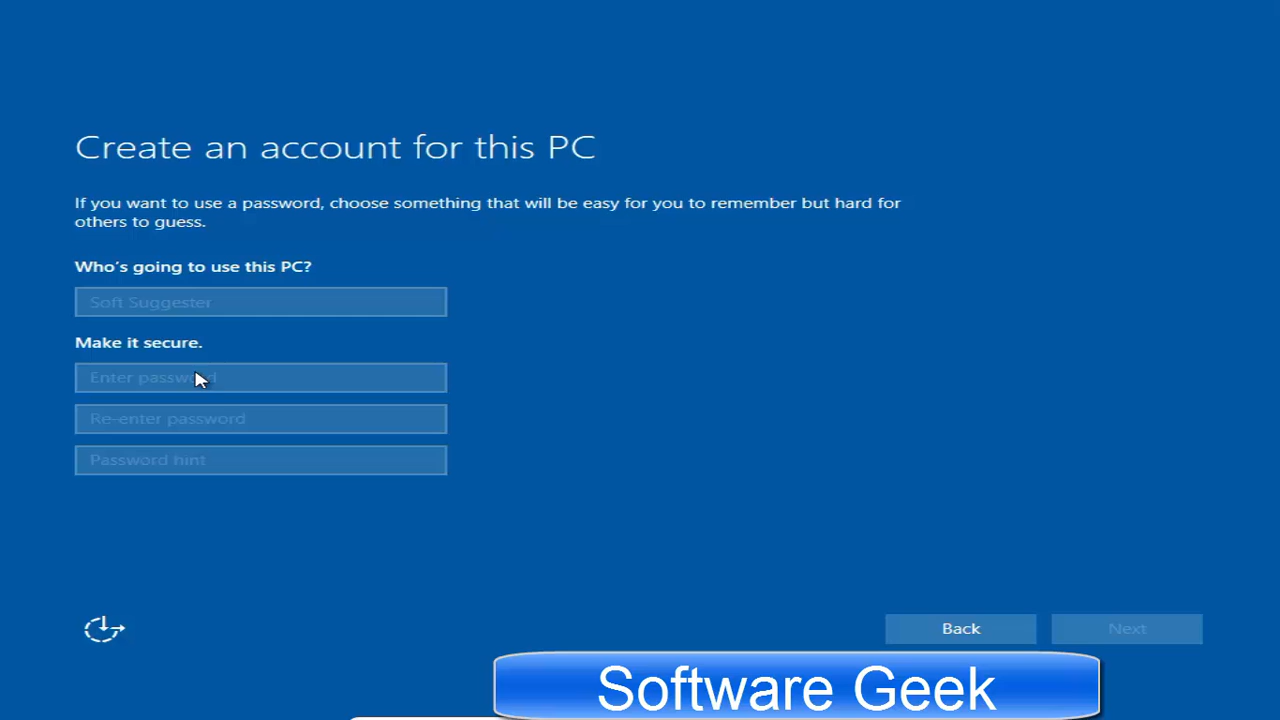 Create an account for this PC
If you want to use a password, choose something that will be easy for you to remember but hard for
others to guess.
Who's going to use this PC?
Soft Suggester
Make it secure.
Enter password
Re-enter password
Password hint
Back
Next
Software Geek